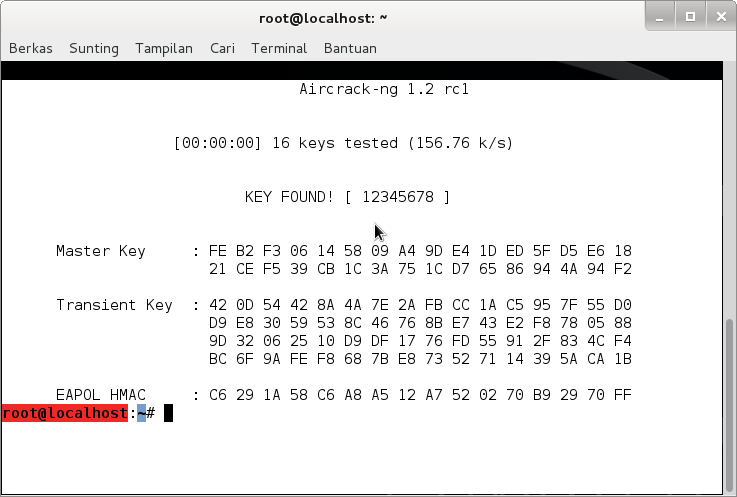 root@localhost: ~
Berkas Sunting Tampilan Cari Terminal Bantuan
Aircrack-ng 1.2 rc1
[00:00:00] 16 keys tested (156.76 k/s)
KEY FOUND! [ 12345678 ]
Master Key : FE B2 F3 06 14 58 09 A4 9D E4 1D ED 5F D5 E6 18
21 CE F5 39 CB 1C 3A 75 1C D7 65 86 94 4A 94 F2
Transient Key : 42 0D 54 42 8A 4A 7E 2A FB CC 1A C5 95 7F 55 D0
D9 E8 30 59 53 8C 46 76 8B E7 43 E2 F8 78 05 88
9D 32 06 25 10 D9 DF 17 76 FD 55 91 2F 83 4C F4
BC 6F 9A FE F8 68 7B E8 73 52 71 14 39 5A CA 1B
EAPOL HMAC : C6 29 1A 58 C6 A8 A5 12 A7 52 02 70 B9 29 70 FF
root@localhost:~#